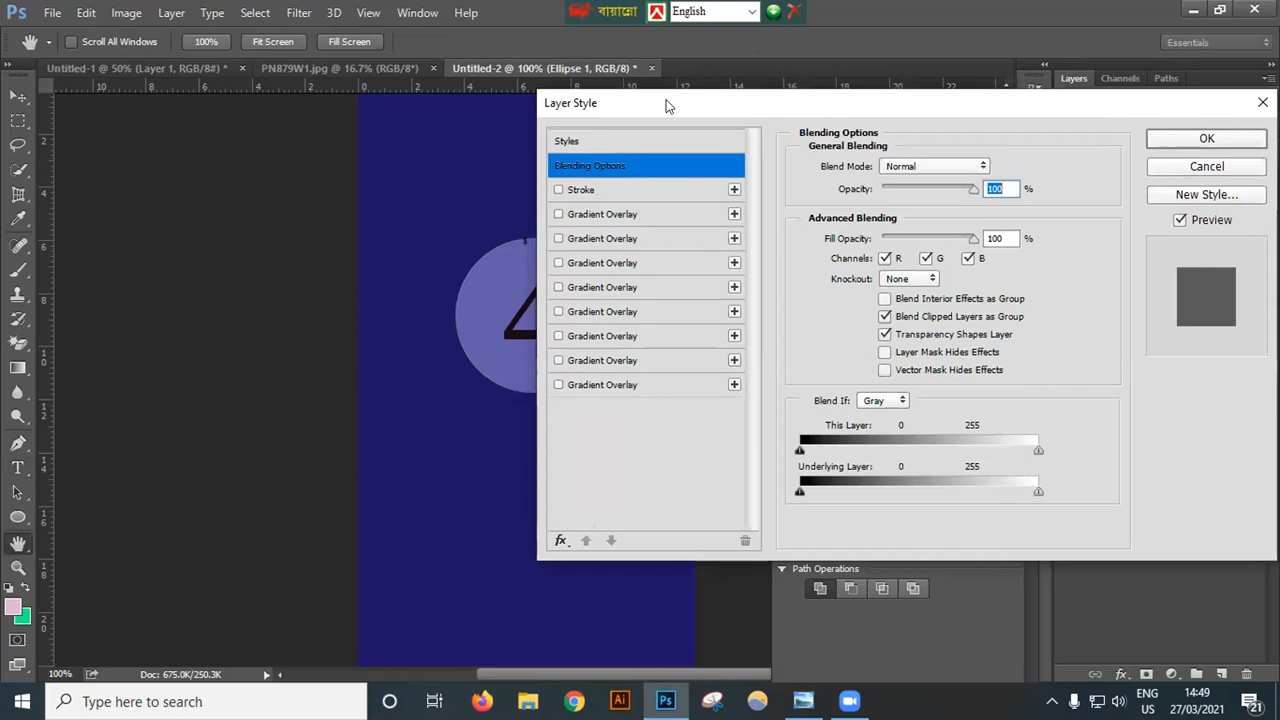 Ps File Edit Image Layer Type Select Filter 3D View Window Help
বায়ান্নো English
Scroll All Windows 100% Fit Screen Fill Screen Essentials
Untitled-1 @ 50% (Layer 1, RGB/8#) * × PN879W1.jpg @ 16.7% (RGB/8*) × Untitled-2 @ 100% (Ellipse 1, RGB/8) * × Layers Channels Paths
Layer Style
Styles
Blending Options
Stroke
Gradient Overlay
Gradient Overlay
Gradient Overlay
Gradient Overlay
Gradient Overlay
Gradient Overlay
Gradient Overlay
Gradient Overlay
fx
Blending Options
General Blending
Blend Mode: Normal
Opacity: 100 %
Advanced Blending
Fill Opacity: 100 %
Channels: R G B
Knockout: None
Blend Interior Effects as Group
Blend Clipped Layers as Group
Transparency Shapes Layer
Layer Mask Hides Effects
Vector Mask Hides Effects
Blend If: Gray
This Layer: 0 255
Underlying Layer: 0 255
OK
Cancel
New Style...
Preview
Path Operations
100% Doc: 675.0K/250.3K
Type here to search
Ai Ps
ENG
US
14:49
27/03/2021
21